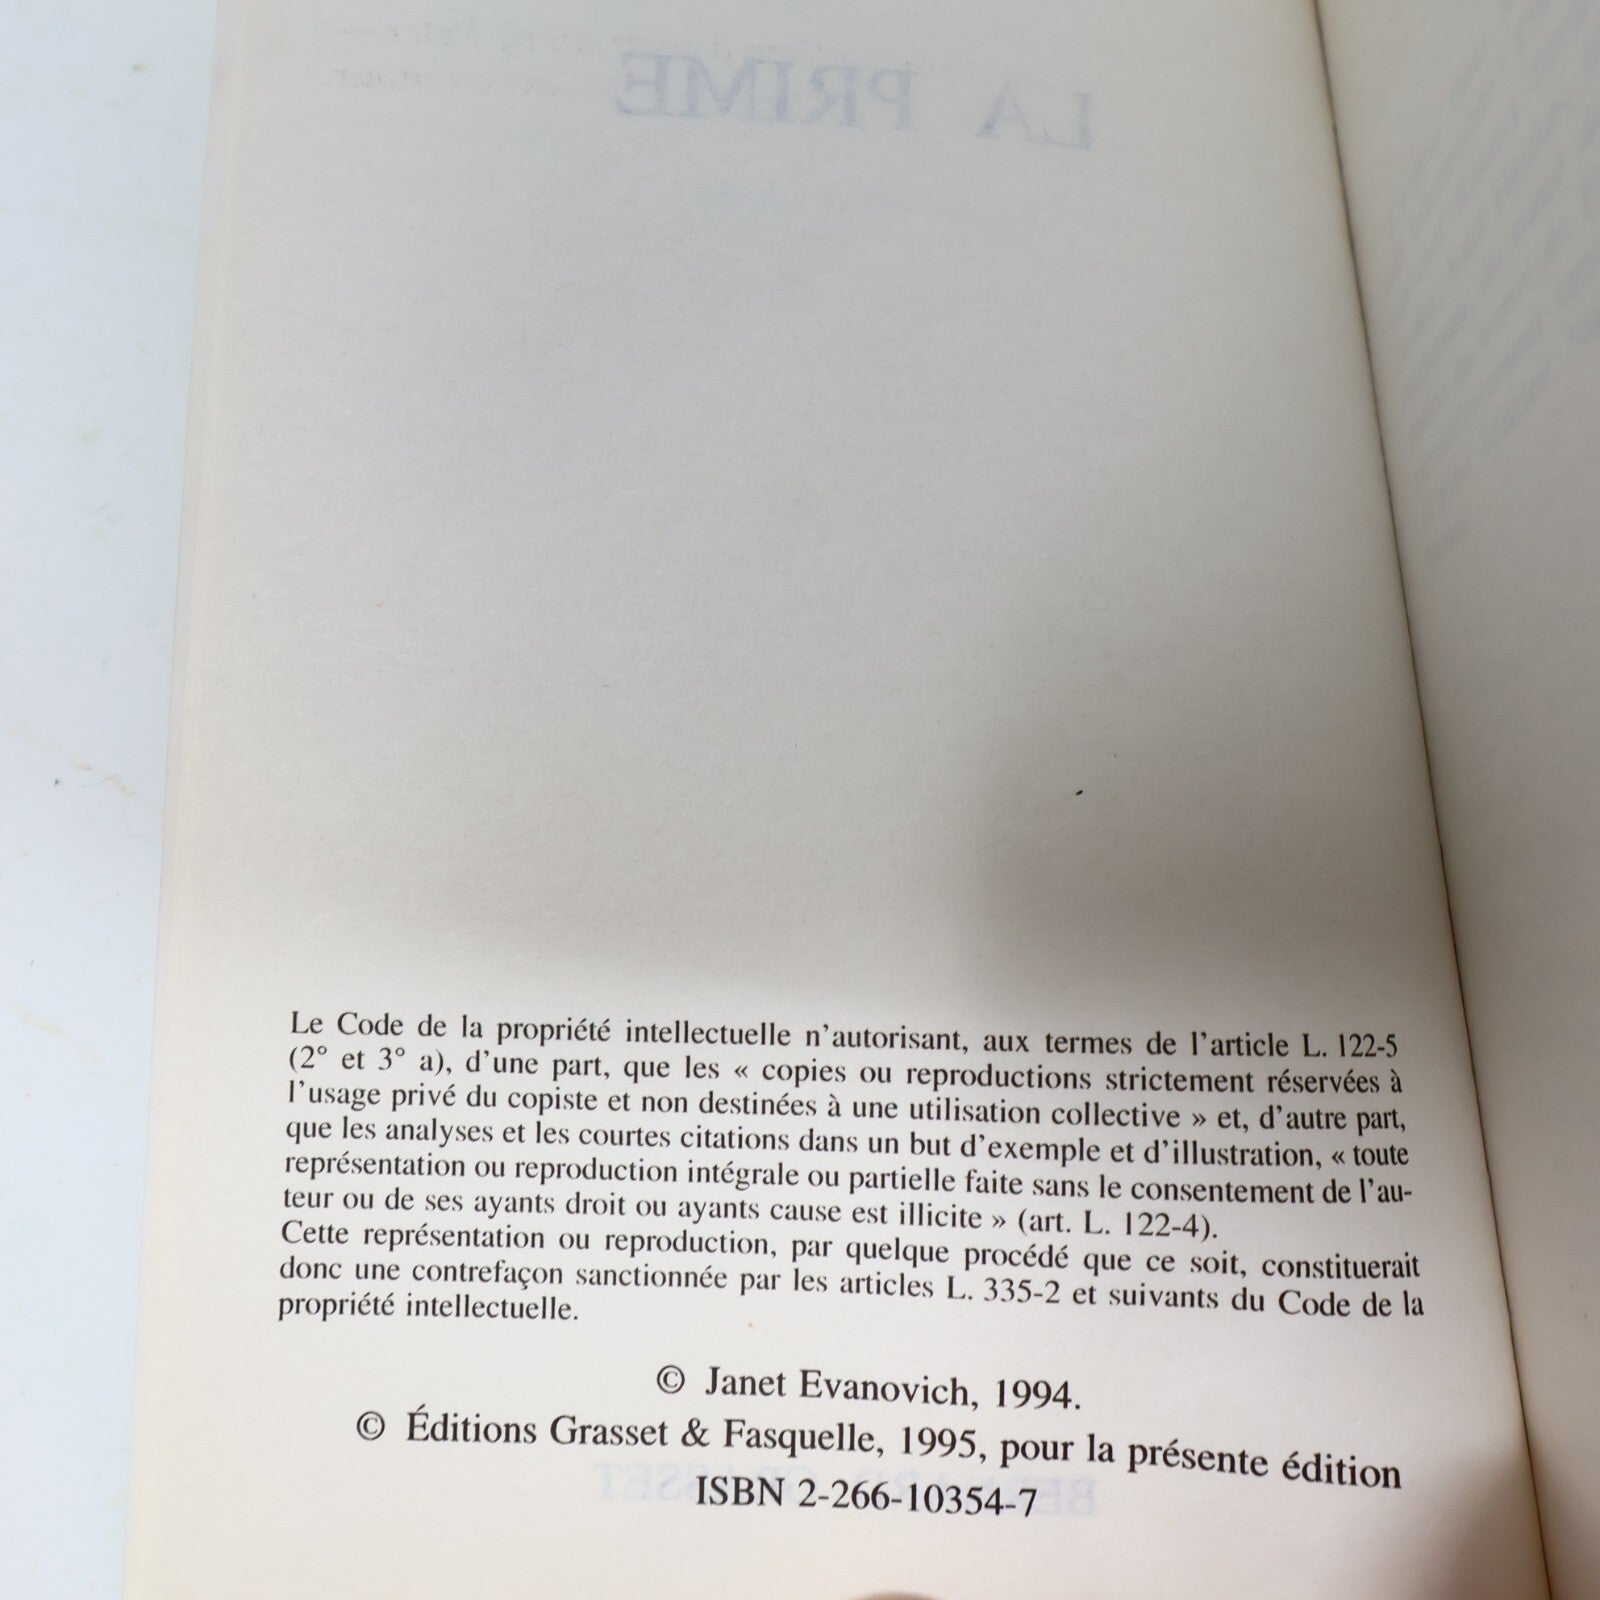 LA PRIME
Le Code de la propriété intellectuelle n'autorisant, aux termes de l'article L. 122-5
(2° et 3° a), d'une part, que les « copies ou reproductions strictement réservées à
l'usage privé du copiste et non destinées à une utilisation collective » et, d'autre part,
que les analyses et les courtes citations dans un but d'exemple et d'illustration, « toute
représentation ou reproduction intégrale ou partielle faite sans le consentement de l'au-
teur ou de ses ayants droit ou ayants cause est illicite » (art. L. 122-4).
Cette représentation ou reproduction, par quelque procédé que ce soit, constituerait
donc une contrefaçon sanctionnée par les articles L. 335-2 et suivants du Code de la
propriété intellectuelle.
© Janet Evanovich, 1994.
© Éditions Grasset & Fasquelle, 1995, pour la présente édition
ISBN 2-266-10354-7